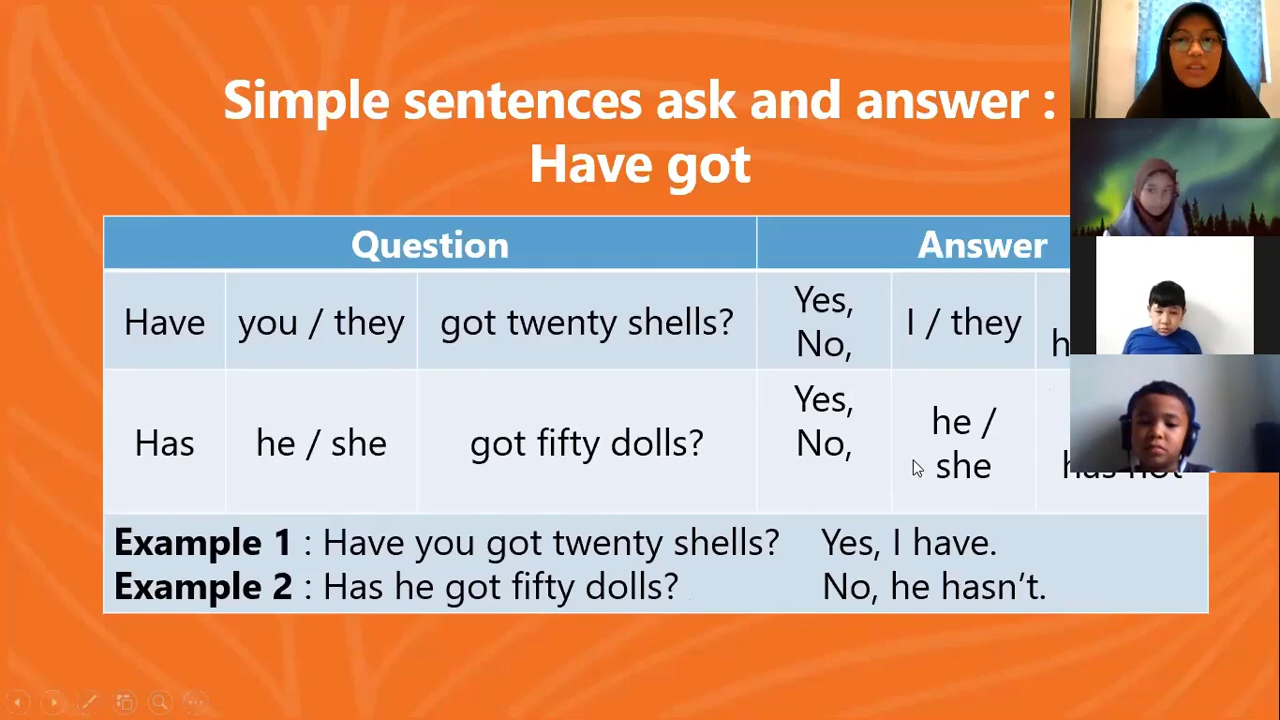 Simple sentences ask and answer :
Have got
Question
Answer
Have
you / they
got twenty shells?
Yes,
No,
I / they
Has
he / she
got fifty dolls?
Yes,
No,
he /
she
has not
Example 1 : Have you got twenty shells? Yes, I have.
Example 2 : Has he got fifty dolls? No, he hasn't.